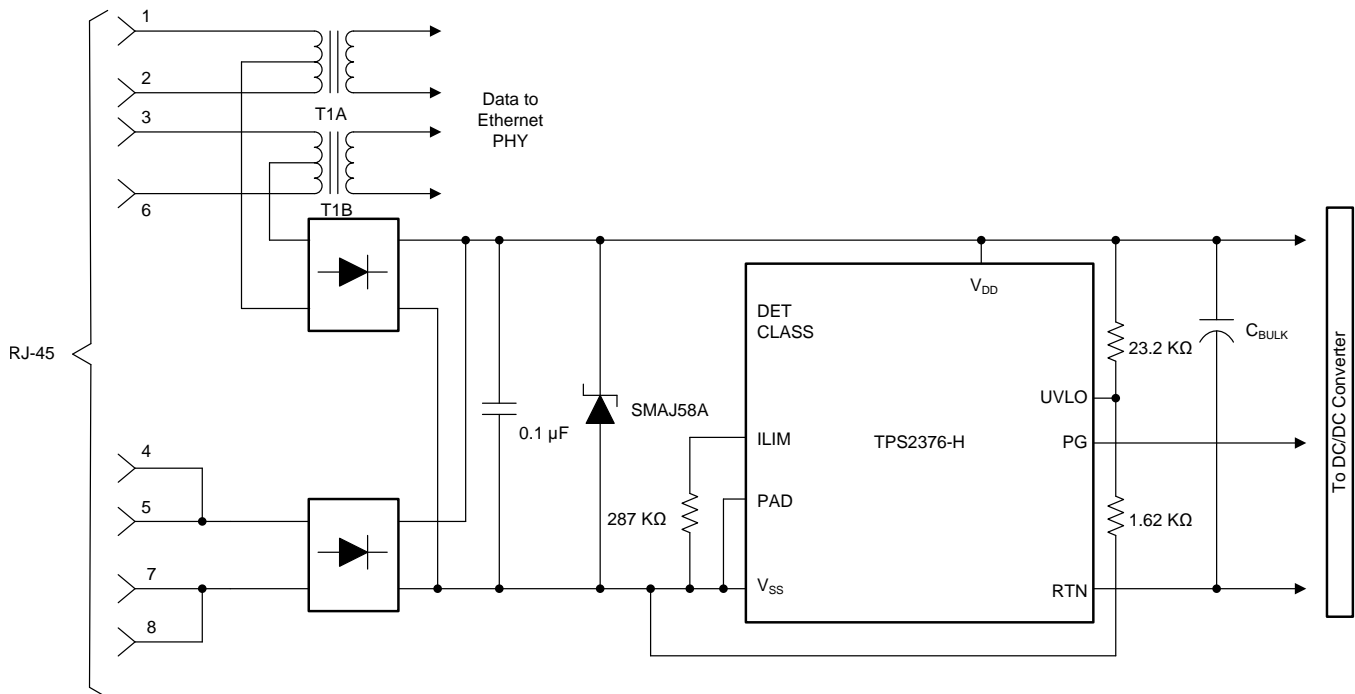 1
2
T1A
3
6
T1B
Data to
Ethernet
PHY
RJ-45
4
5
7
8
0.1 µF
SMAJ58A
287 KΩ
V_DD
DET
CLASS
ILIM
PAD
V_SS
TPS2376-H
UVLO
PG
RTN
23.2 KΩ
1.62 KΩ
C_BULK
To DC/DC Converter